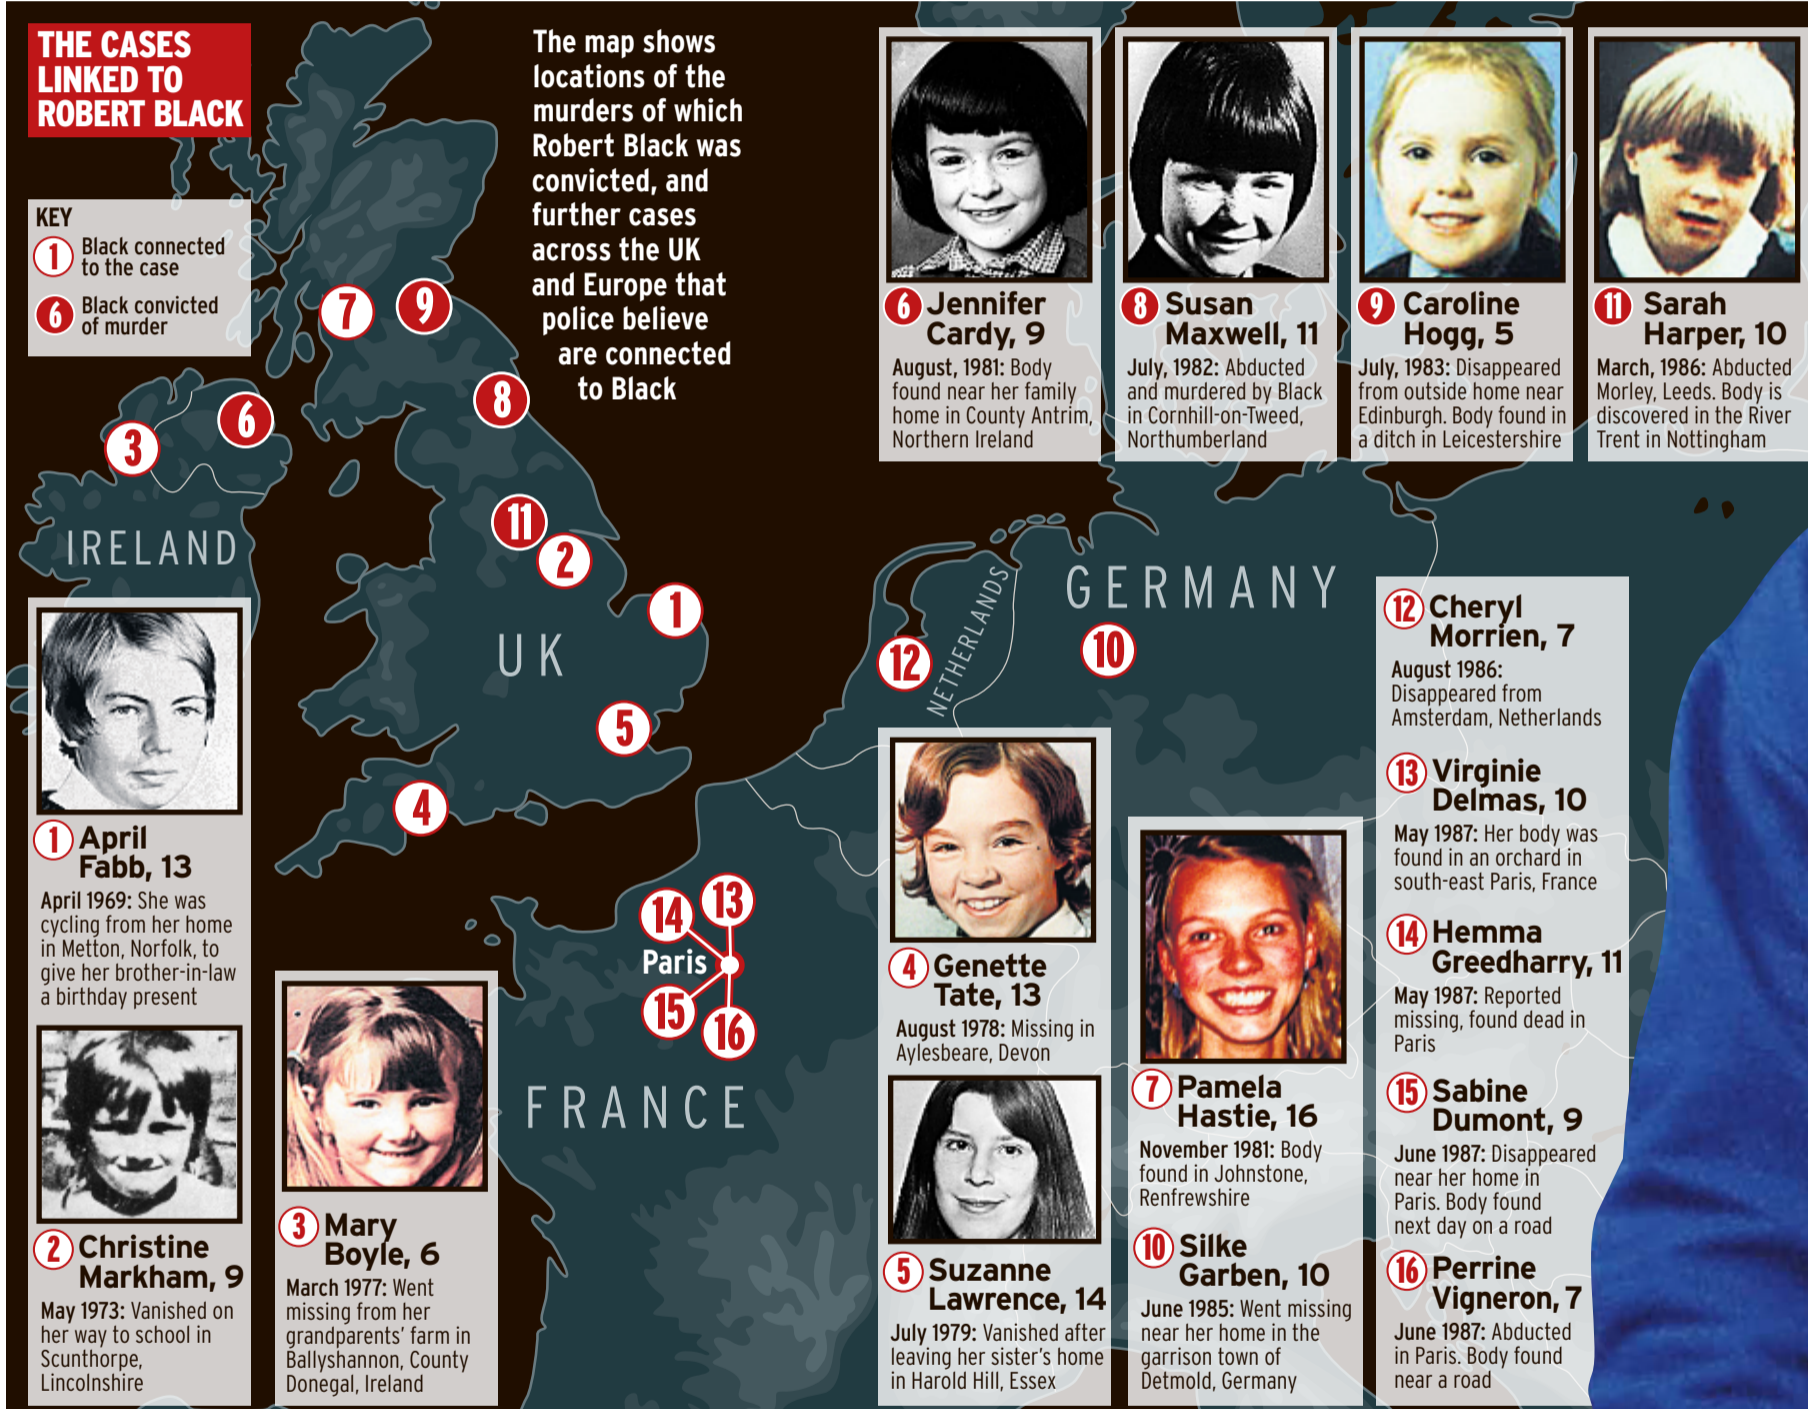 THE CASES
LINKED TO
ROBERT BLACK
KEY
1 Black connected
to the case
6 Black convicted
of murder
The map shows
locations of the
murders of which
Robert Black was
convicted, and
further cases
across the UK
and Europe that
police believe
are connected
to Black
7
9
8
6
3
11
2
1
5
4
12
10
14
13
15
16
IRELAND
UK
NETHERLANDS
GERMANY
Paris
FRANCE
6 Jennifer
Cardy, 9
August, 1981: Body
found near her family
home in County Antrim,
Northern Ireland
8 Susan
Maxwell, 11
July, 1982: Abducted
and murdered by Black
in Cornhill-on-Tweed,
Northumberland
9 Caroline
Hogg, 5
July, 1983: Disappeared
from outside home near
Edinburgh. Body found in
a ditch in Leicestershire
11 Sarah
Harper, 10
March, 1986: Abducted
Morley, Leeds. Body is
discovered in the River
Trent in Nottingham
1 April
Fabb, 13
April 1969: She was
cycling from her home
in Metton, Norfolk, to
give her brother-in-law
a birthday present
2 Christine
Markham, 9
May 1973: Vanished on
her way to school in
Scunthorpe,
Lincolnshire
3 Mary
Boyle, 6
March 1977: Went
missing from her
grandparents' farm in
Ballyshannon, County
Donegal, Ireland
4 Genette
Tate, 13
August 1978: Missing in
Aylesbeare, Devon
5 Suzanne
Lawrence, 14
July 1979: Vanished after
leaving her sister's home
in Harold Hill, Essex
7 Pamela
Hastie, 16
November 1981: Body
found in Johnstone,
Renfrewshire
10 Silke
Garben, 10
June 1985: Went missing
near her home in the
garrison town of
Detmold, Germany
12 Cheryl
Morrien, 7
August 1986:
Disappeared from
Amsterdam, Netherlands
13 Virginie
Delmas, 10
May 1987: Her body was
found in an orchard in
south-east Paris, France
14 Hemma
Greedharry, 11
May 1987: Reported
missing, found dead in
Paris
15 Sabine
Dumont, 9
June 1987: Disappeared
near her home in
Paris. Body found
next day on a road
16 Perrine
Vigneron, 7
June 1987: Abducted
in Paris. Body found
near a road